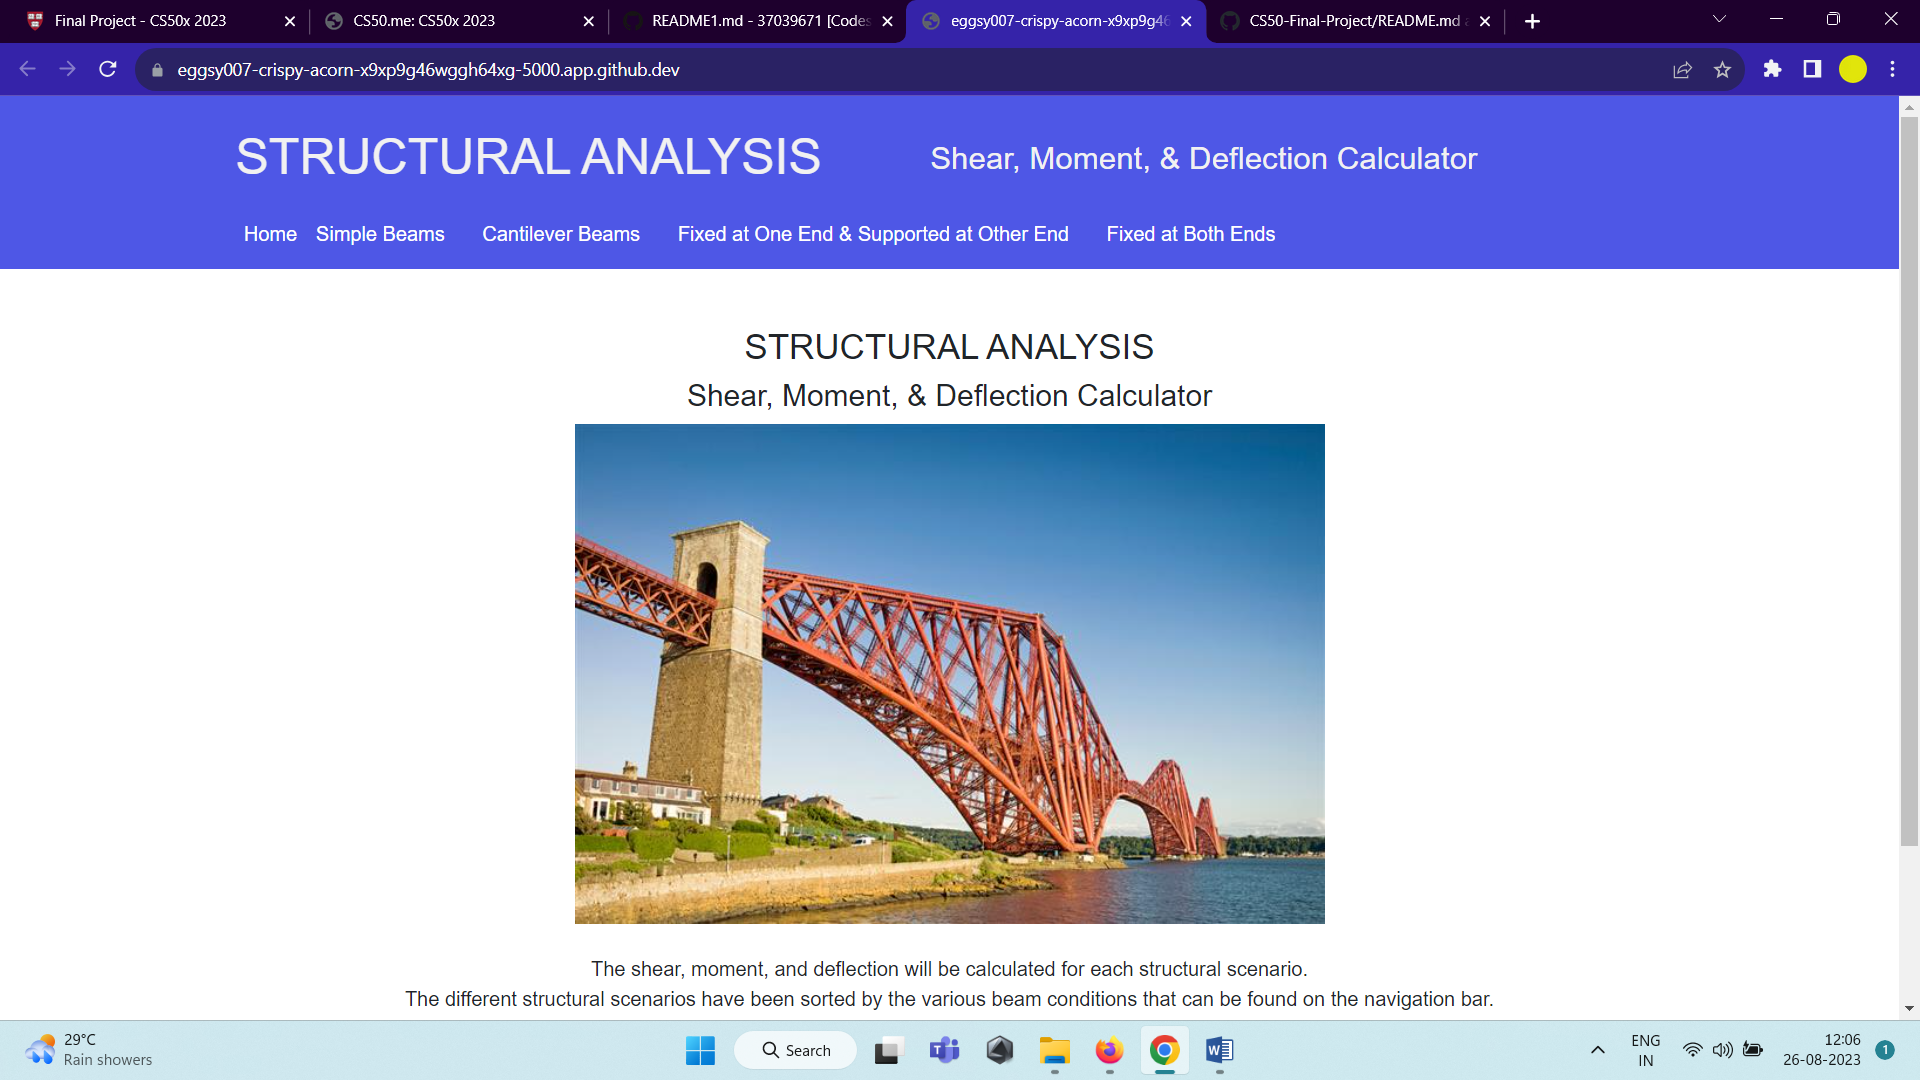 Final Project - CS50x 2023
CS50.me: CS50x 2023
README1.md - 37039671 [Codes
eggsy007-crispy-acorn-x9xp9g46
CS50-Final-Project/README.md
eggsy007-crispy-acorn-x9xp9g46wggh64xg-5000.app.github.dev
STRUCTURAL ANALYSIS
Shear, Moment, & Deflection Calculator
Home
Simple Beams
Cantilever Beams
Fixed at One End & Supported at Other End
Fixed at Both Ends
STRUCTURAL ANALYSIS
Shear, Moment, & Deflection Calculator
The shear, moment, and deflection will be calculated for each structural scenario.
The different structural scenarios have been sorted by the various beam conditions that can be found on the navigation bar.
29°C
Rain showers
Search
ENG
IN
12:06
26-08-2023
1